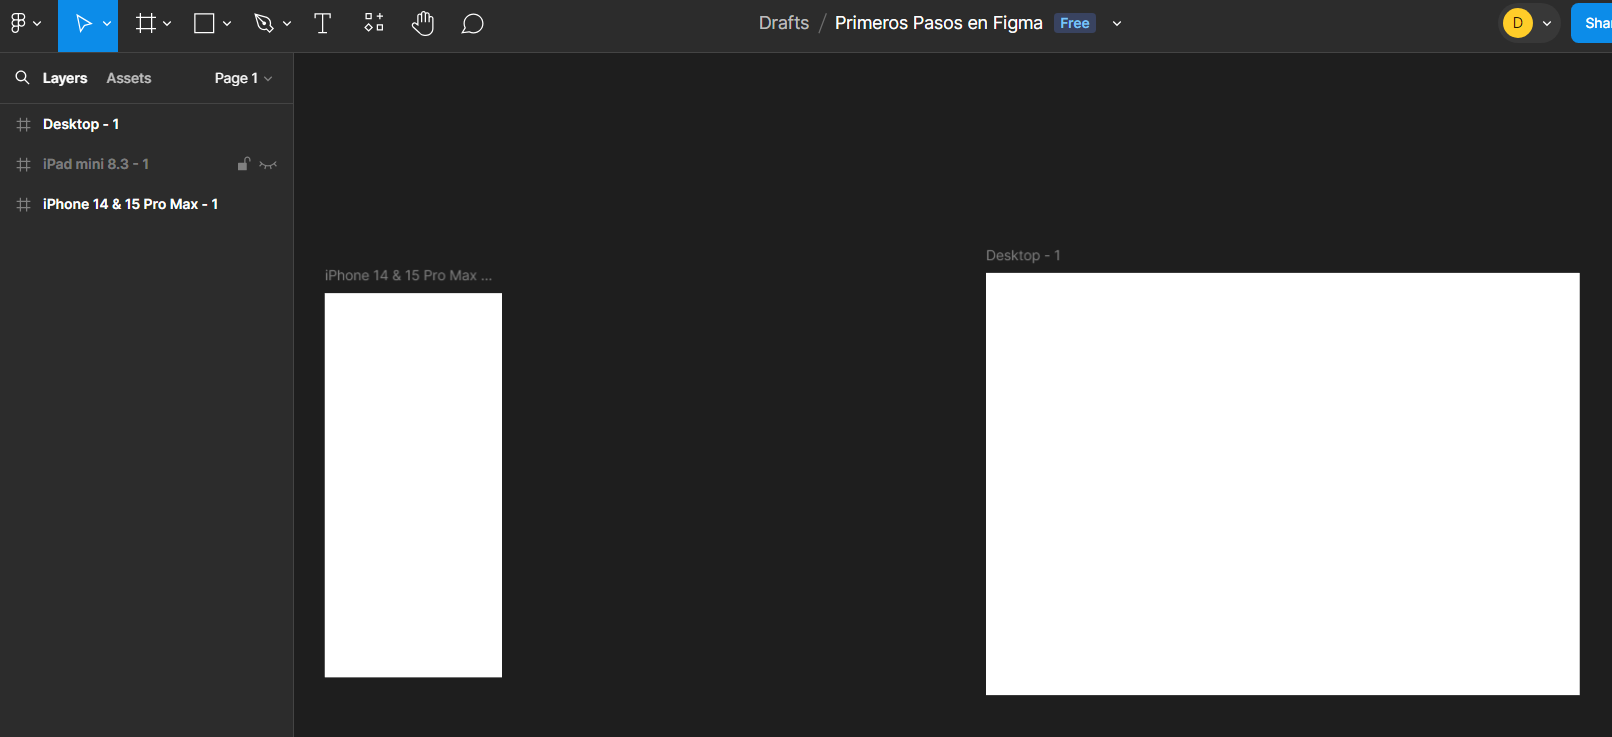 Drafts / Primeros Pasos en Figma Free
D
Layers Assets Page 1
Desktop - 1
iPad mini 8.3 - 1
iPhone 14 & 15 Pro Max - 1
iPhone 14 & 15 Pro Max ...
Desktop - 1